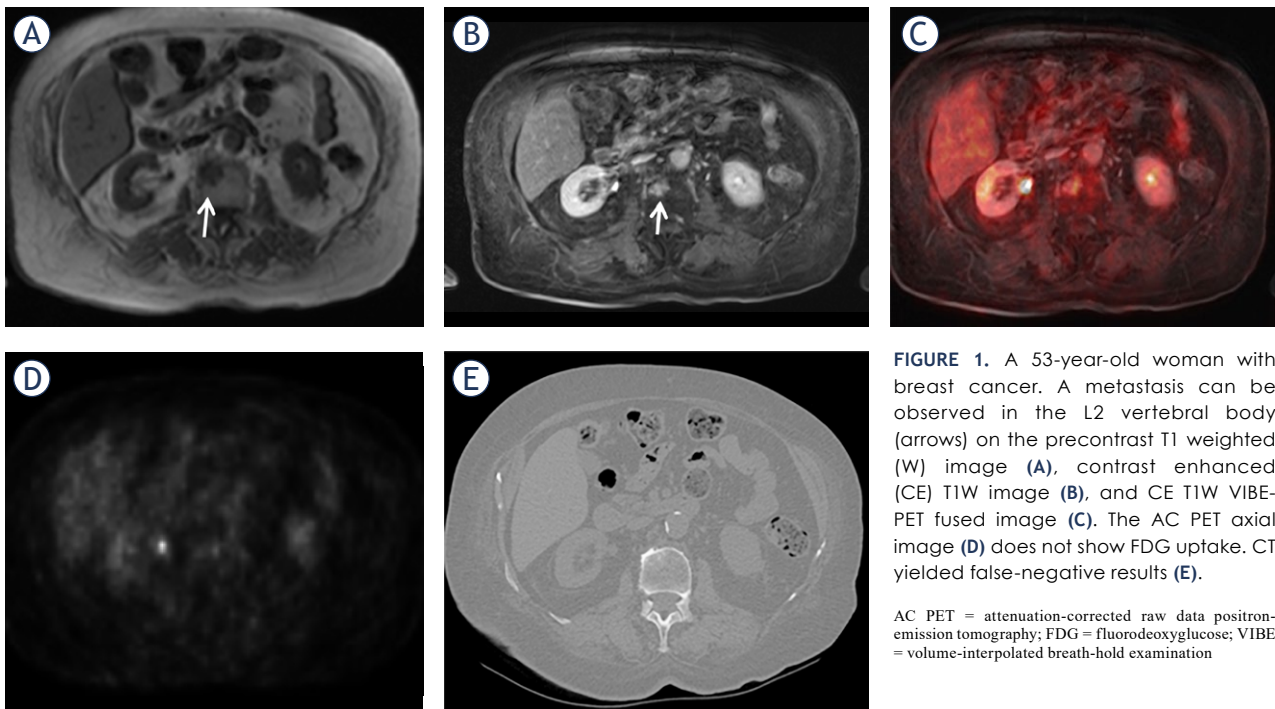 A
B
C
D
E
FIGURE 1. A 53-year-old woman with
breast cancer. A metastasis can be
observed in the L2 vertebral body
(arrows) on the precontrast T1 weighted
(W) image (A), contrast enhanced
(CE) T1W image (B), and CE T1W VIBE-
PET fused image (C). The AC PET axial
image (D) does not show FDG uptake. CT
yielded false-negative results (E).
AC PET = attenuation-corrected raw data positron-
emission tomography; FDG = fluorodeoxyglucose; VIBE
= volume-interpolated breath-hold examination